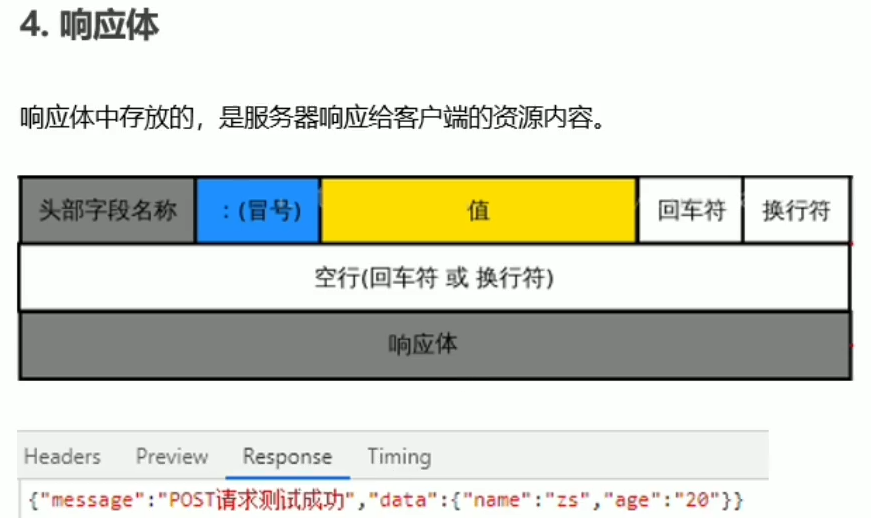 4. 响应体
响应体中存放的，是服务器响应给客户端的资源内容。
头部字段名称 ：(冒号) 值 回车符 换行符
空行(回车符 或 换行符)
响应体
Headers Preview Response Timing
{"message":"POST请求测试成功","data":{"name":"zs","age":"20"}}